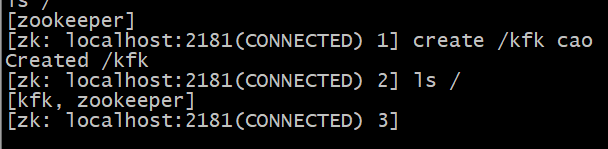 ls /
[zookeeper]
[zk: localhost:2181(CONNECTED) 1] create /kfk cao
Created /kfk
[zk: localhost:2181(CONNECTED) 2] ls /
[kfk, zookeeper]
[zk: localhost:2181(CONNECTED) 3]